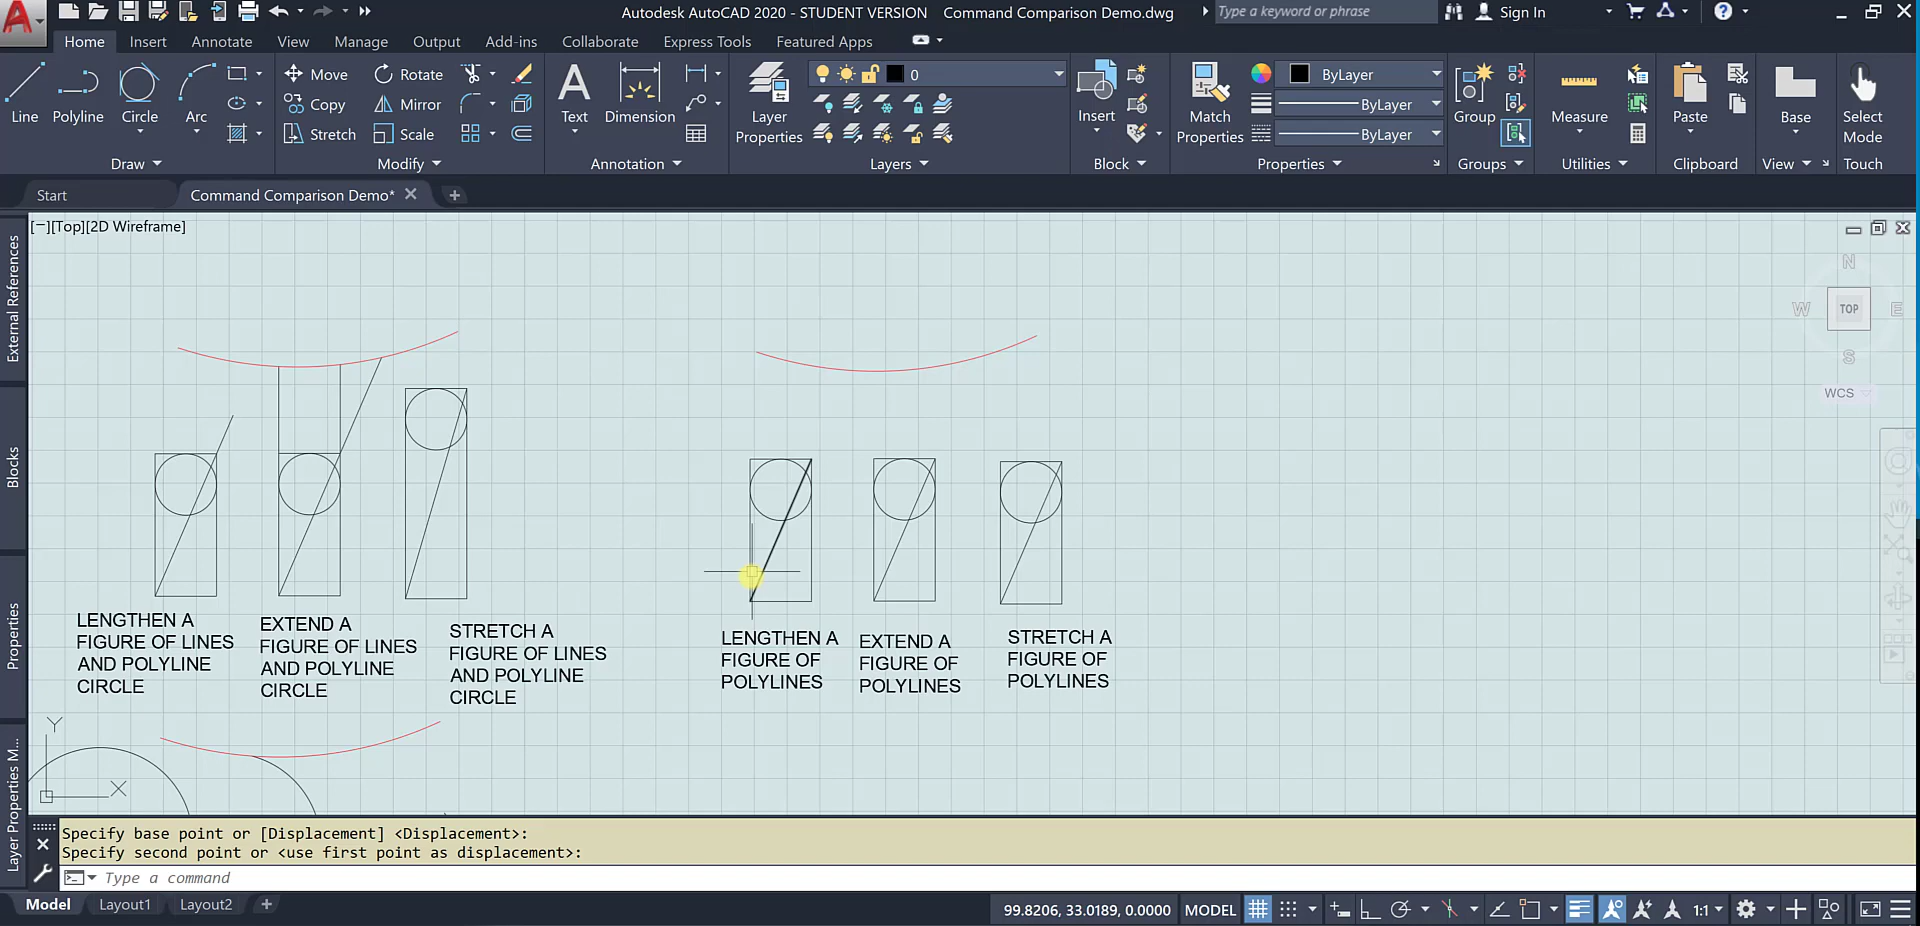 Autodesk AutoCAD 2020 - STUDENT VERSION Command Comparison Demo.dwg
Type a keyword or phrase
Sign In
Home Insert Annotate View Manage Output Add-ins Collaborate Express Tools Featured Apps
Line
Polyline
Circle
Arc
Draw
Move
Copy
Stretch
Rotate
Mirror
Scale
Modify
Text
Dimension
Annotation
Layer
Properties
0
Layers
Insert
Block
Match
Properties
ByLayer
ByLayer
ByLayer
Properties
Group
Groups
Measure
Utilities
Paste
Clipboard
Base
View
Select
Mode
Touch
Start
Command Comparison Demo*
[−][Top][2D Wireframe]
External References
Blocks
Properties
Layer Properties M...
N
W
TOP
E
S
WCS
LENGTHEN A
FIGURE OF LINES
AND POLYLINE
CIRCLE
EXTEND A
FIGURE OF LINES
AND POLYLINE
CIRCLE
STRETCH A
FIGURE OF LINES
AND POLYLINE
CIRCLE
LENGTHEN A
FIGURE OF
POLYLINES
EXTEND A
FIGURE OF
POLYLINES
STRETCH A
FIGURE OF
POLYLINES
Y
X
Specify base point or [Displacement] <Displacement>:
Specify second point or <use first point as displacement>:
Type a command
Model Layout1 Layout2
99.8206, 33.0189, 0.0000 MODEL
1:1